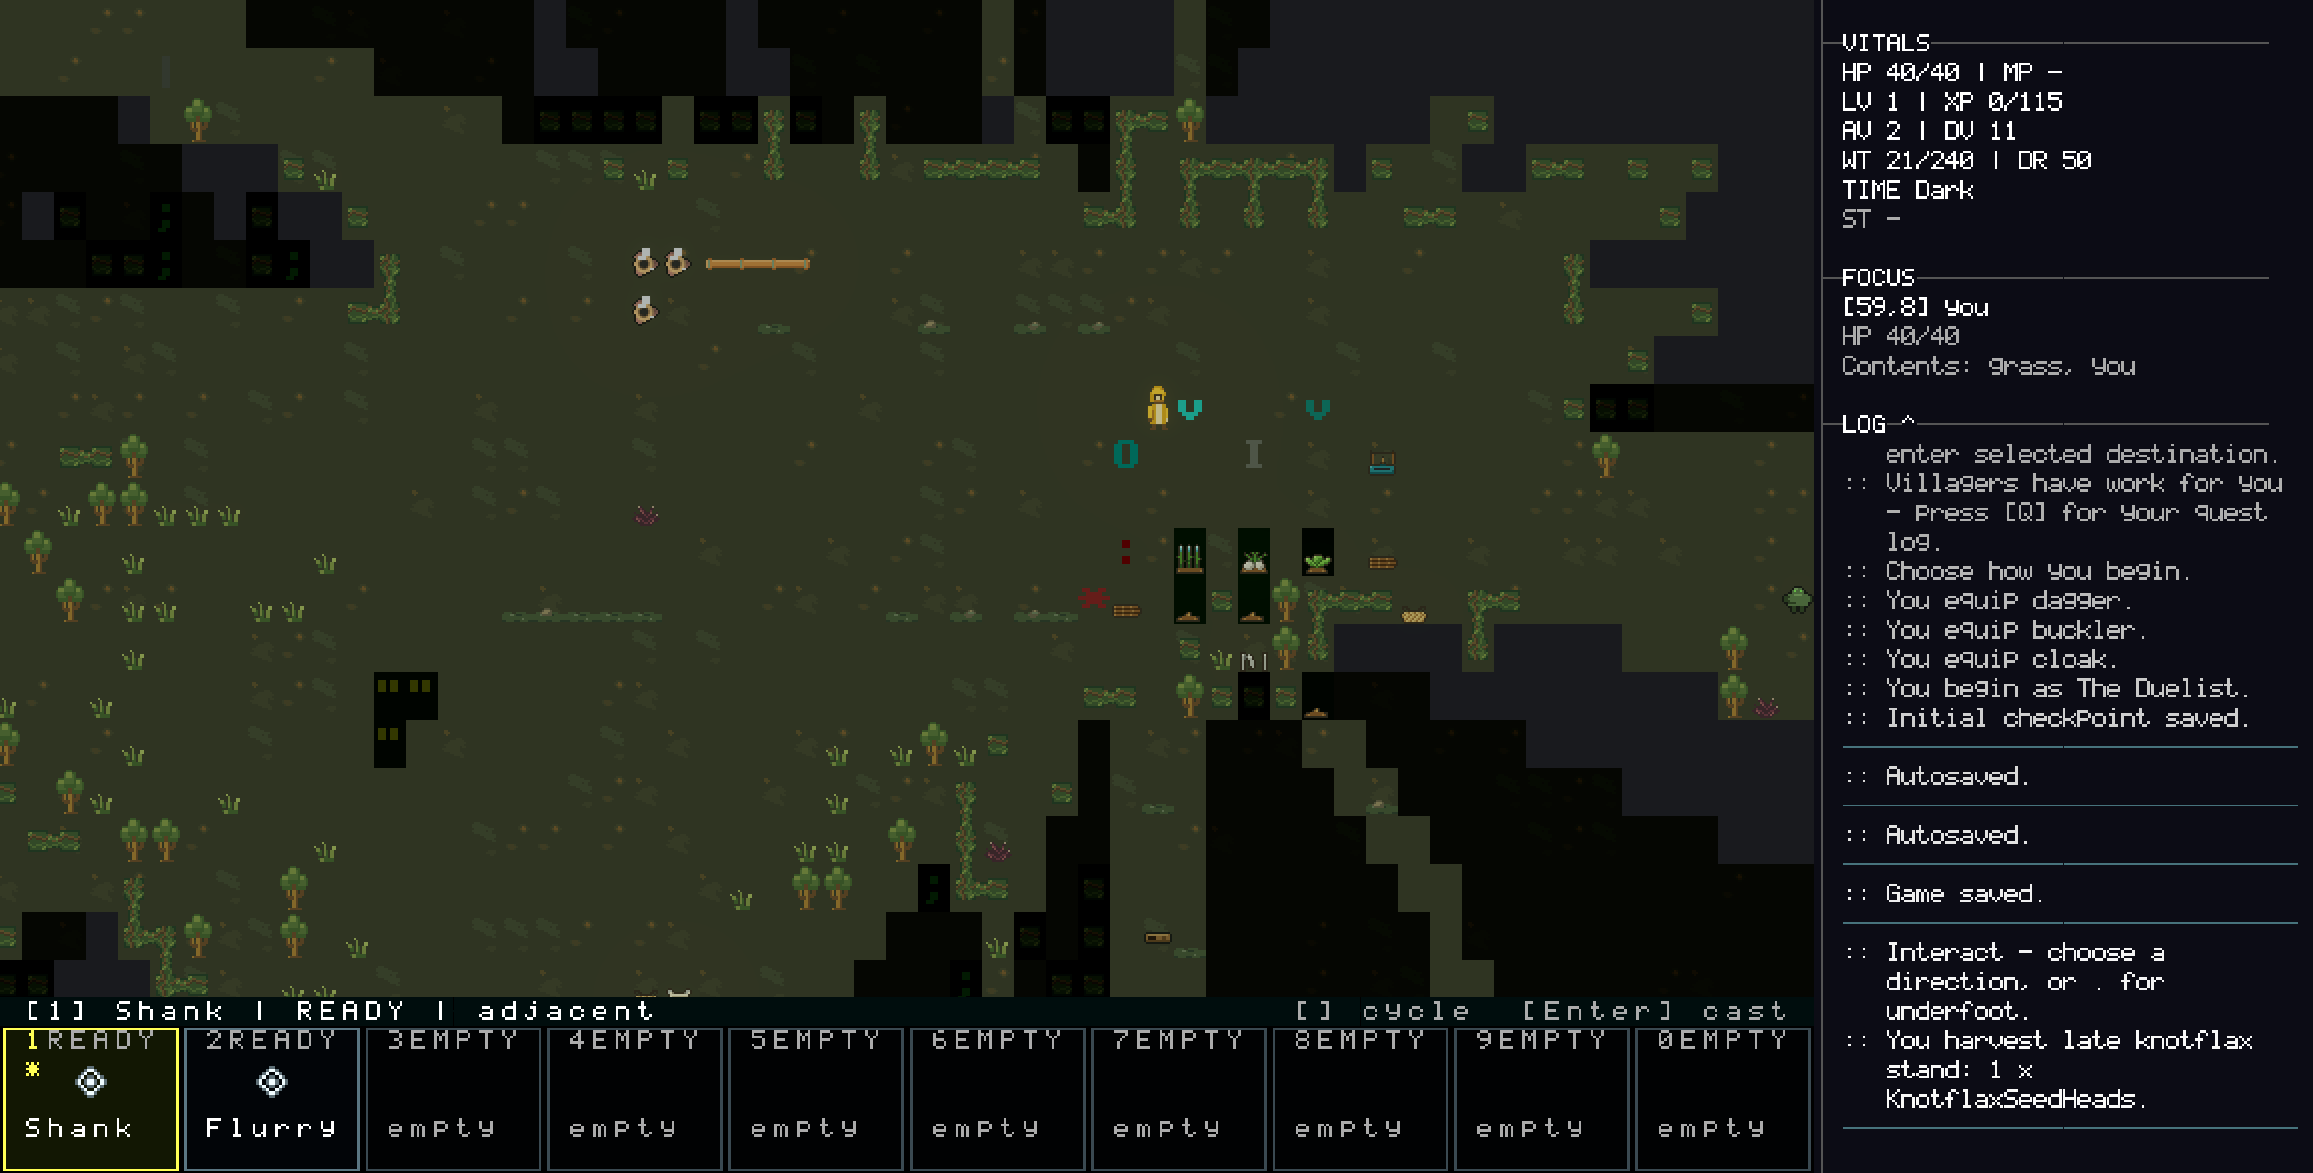 VITALS
HP 40/40 | MP -
LV 1 | XP 0/115
AV 2 | DV 11
WT 21/240 | DR 50
TIME Dark
ST -
FOCUS
[59,8] You
HP 40/40
Contents: grass, You
LOG ^
enter selected destination.
:: Villagers have work for you
- press [Q] for your quest
log.
:: Choose how you begin.
:: You equip dagger.
:: You equip buckler.
:: You equip cloak.
:: You begin as The Duelist.
:: Initial checkpoint saved.
:: Autosaved.
:: Autosaved.
:: Game saved.
:: Interact - choose a
direction, or . for
underfoot.
:: You harvest late knotflax
stand: 1 x
KnotflaxSeedHeads.
V V
O I
[1] Shank | READY | adjacent [] cycle [Enter] cast
1READY 2READY 3EMPTY 4EMPTY 5EMPTY 6EMPTY 7EMPTY 8EMPTY 9EMPTY 0EMPTY
Shank Flurry empty empty empty empty empty empty empty empty